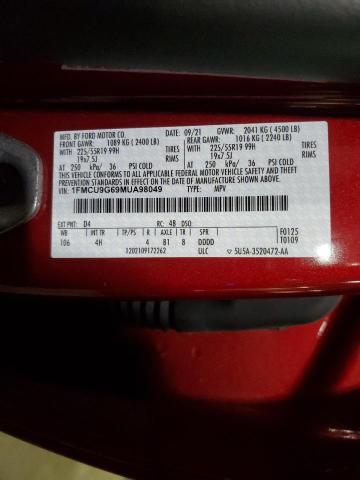 MFD. BY FORD MOTOR CO. 09/21 GVWR: 2041 KG (4500 LB)
FRONT GAWR: 1089 KG (2400 LB) REAR GAWR: 1016 KG (2240 LB)
WITH 225/55R19 99H TIRES WITH 225/55R19 99H TIRES
19x7.5J RIMS 19x7.5J RIMS
AT 250 kPa/ 36 PSI COLD AT 250 kPa/ 36 PSI COLD
THIS VEHICLE CONFORMS TO ALL APPLICABLE FEDERAL MOTOR VEHICLE SAFETY, BUMPER AND THEFT PREVENTION STANDARDS IN EFFECT ON THE DATE OF MANUFACTURE SHOWN ABOVE.
VIN: 1FMCU9G69MUA98049 TYPE: MPV
EXT PNT: D4 RC: 48 DSO: F0125
WB INT TR TP/PS R AXLE TR SPR T0109
106 4H 4 81 8 DDDD
1202109172262 ULC 5U5A-3520472-AA